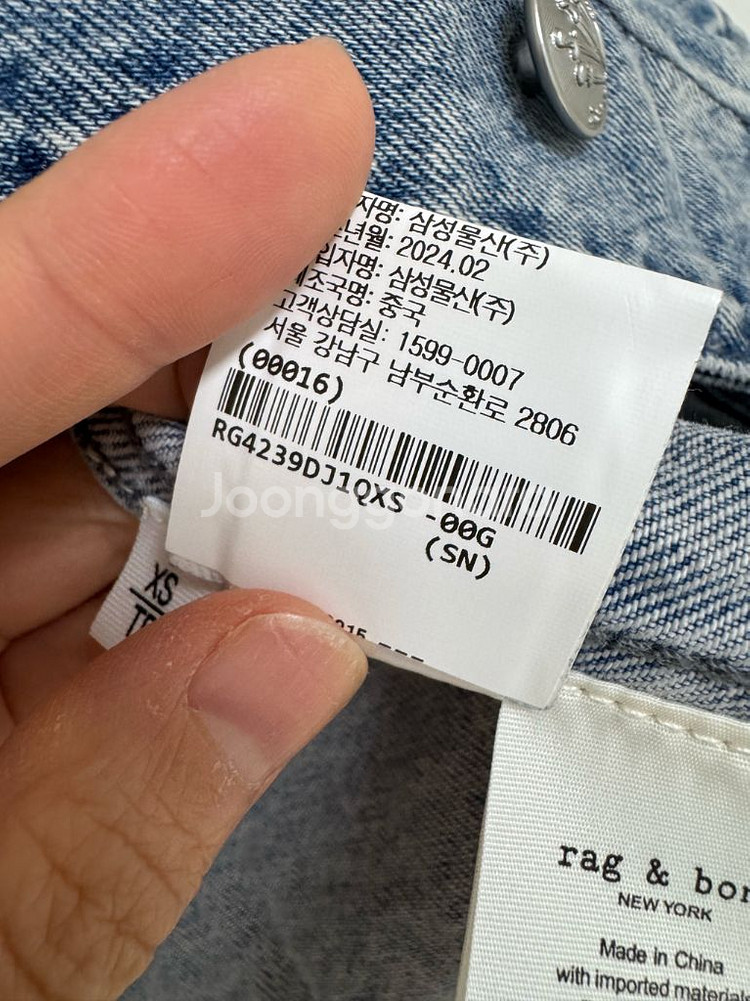 자명: 삼성물산(주)
년월: 2024.02
입자명: 삼성물산(주)
제조국명: 중국
고객상담실: 1599-0007
서울 강남구 남부순환로 2806
(00016)
RG4239DJ1QXS -00G
(SN)
XS
rag & bon
NEW YORK
Made in China
with imported materials